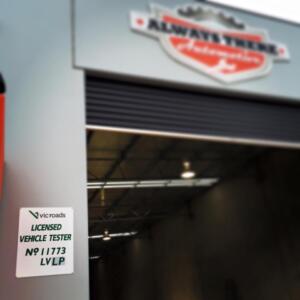 ALWAYS THERE
Automotive
vicroads
LICENSED
VEHICLE TESTER
Nº 11773
LVLP